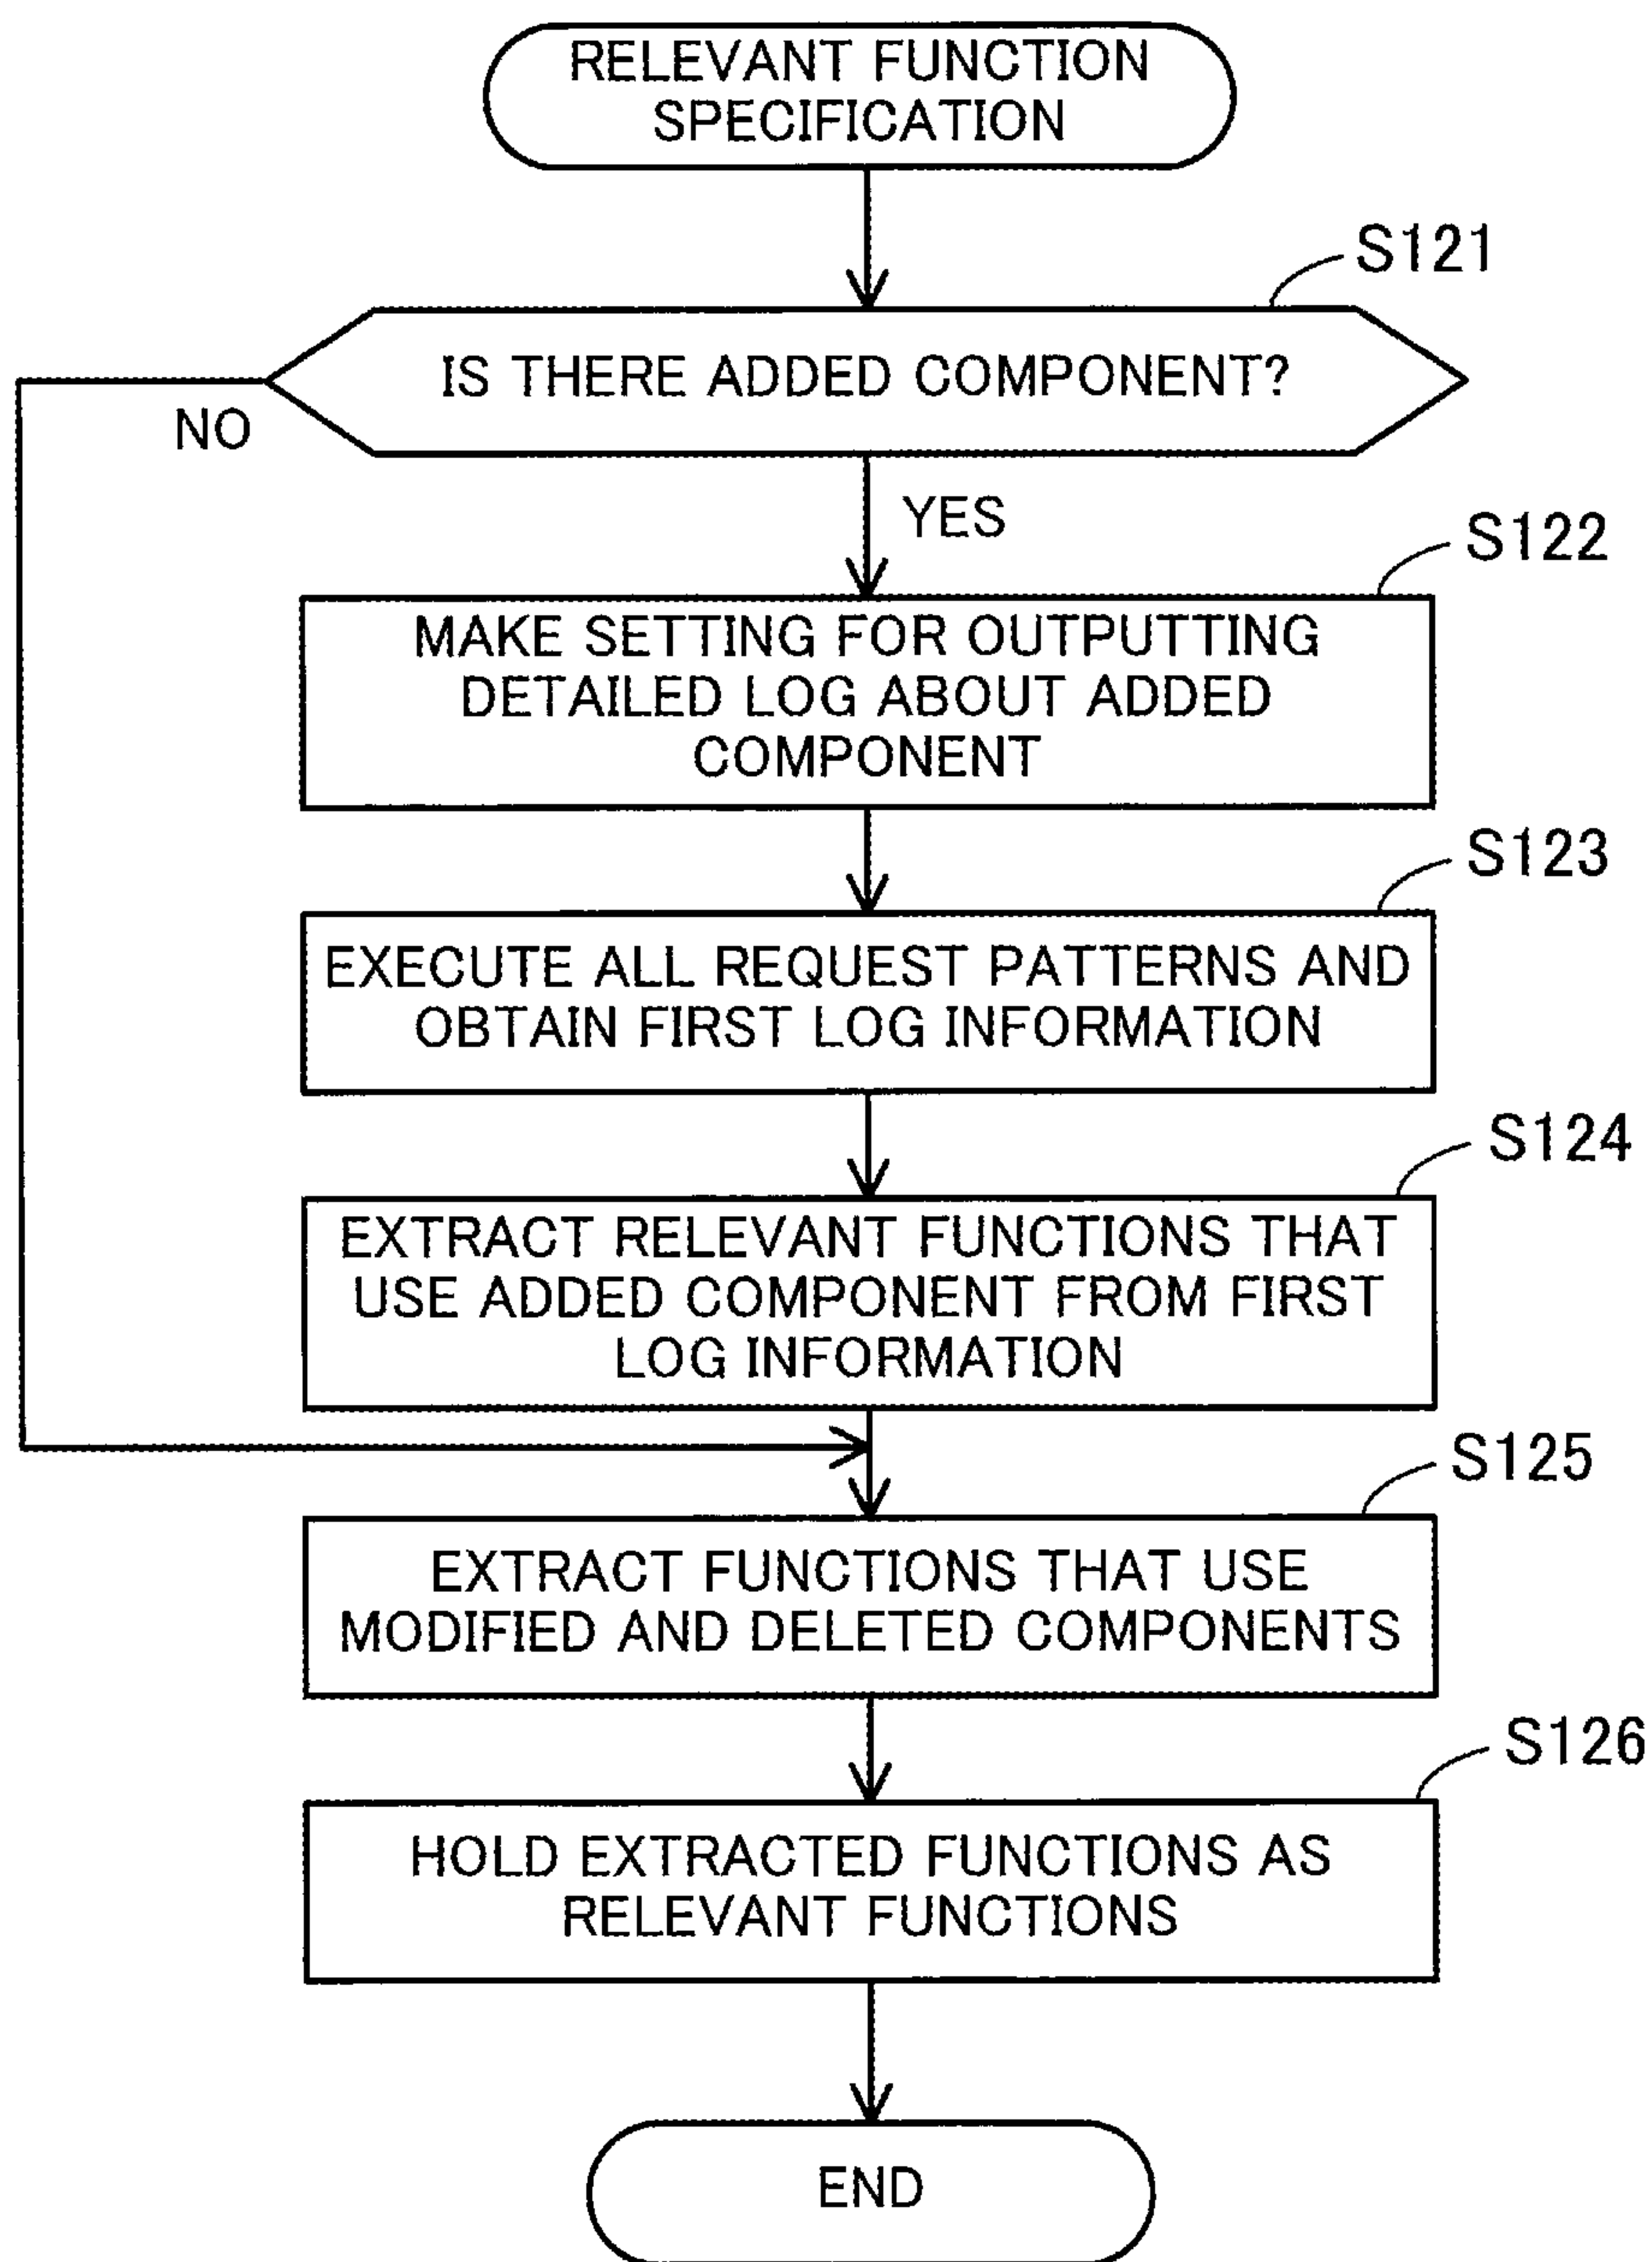 RELEVANT FUNCTION
SPECIFICATION
S121
IS THERE ADDED COMPONENT?
NO
YES
S122
MAKE SETTING FOR OUTPUTTING
DETAILED LOG ABOUT ADDED
COMPONENT
S123
EXECUTE ALL REQUEST PATTERNS AND
OBTAIN FIRST LOG INFORMATION
S124
EXTRACT RELEVANT FUNCTIONS THAT
USE ADDED COMPONENT FROM FIRST
LOG INFORMATION
S125
EXTRACT FUNCTIONS THAT USE
MODIFIED AND DELETED COMPONENTS
S126
HOLD EXTRACTED FUNCTIONS AS
RELEVANT FUNCTIONS
END